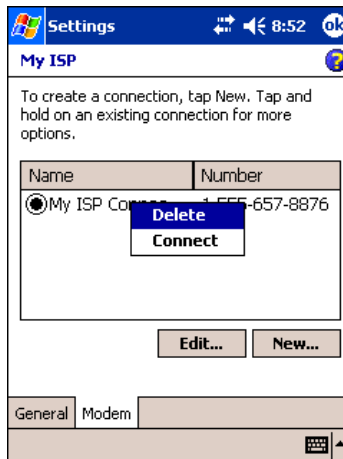 Settings 8:52 ok
My ISP
To create a connection, tap New. Tap and
hold on an existing connection for more
options.
Name Number
My ISP 1-555-657-8876
Delete
Connect
Edit... New...
General Modem